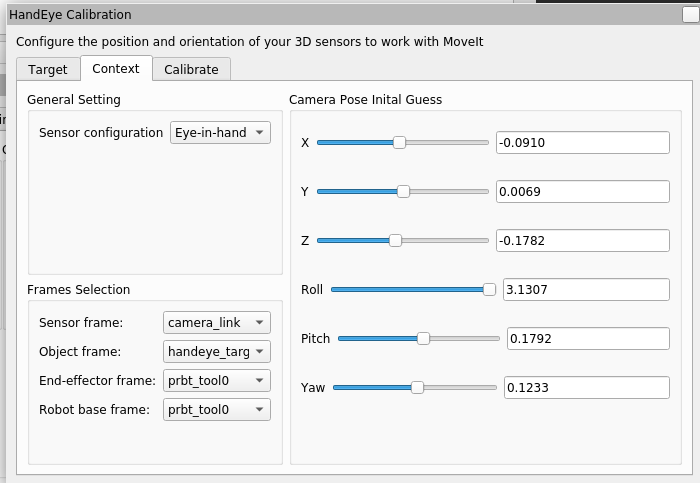 HandEye Calibration
Configure the position and orientation of your 3D sensors to work with MoveIt
Target Context Calibrate
General Setting
Sensor configuration Eye-in-hand
Frames Selection
Sensor frame: camera_link
Object frame: handeye_targ
End-effector frame: prbt_tool0
Robot base frame: prbt_tool0
Camera Pose Inital Guess
X -0.0910
Y 0.0069
Z -0.1782
Roll 3.1307
Pitch 0.1792
Yaw 0.1233